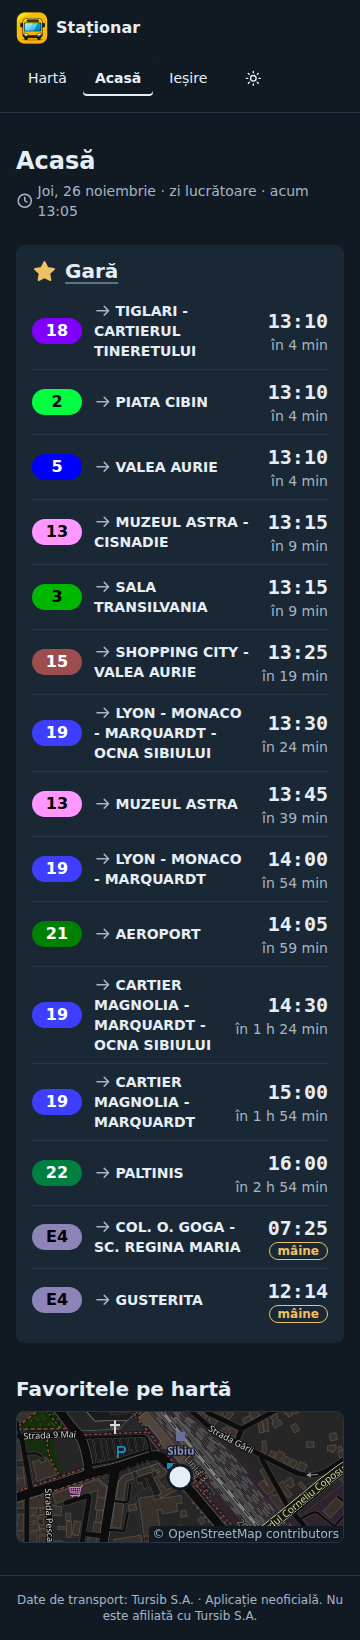 Staționar
Hartă Acasă Ieșire
Acasă
Joi, 26 noiembrie · zi lucrătoare · acum
13:05
Gară
18 → TIGLARI -
CARTIERUL
TINERETULUI
13:10
în 4 min
2 → PIATA CIBIN
13:10
în 4 min
5 → VALEA AURIE
13:10
în 4 min
13 → MUZEUL ASTRA -
CISNADIE
13:15
în 9 min
3 → SALA
TRANSILVANIA
13:15
în 9 min
15 → SHOPPING CITY -
VALEA AURIE
13:25
în 19 min
19 → LYON - MONACO
- MARQUARDT -
OCNA SIBIULUI
13:30
în 24 min
13 → MUZEUL ASTRA
13:45
în 39 min
19 → LYON - MONACO
- MARQUARDT
14:00
în 54 min
21 → AEROPORT
14:05
în 59 min
19 → CARTIER
MAGNOLIA -
MARQUARDT -
OCNA SIBIULUI
14:30
în 1 h 24 min
19 → CARTIER
MAGNOLIA -
MARQUARDT
15:00
în 1 h 54 min
22 → PALTINIS
16:00
în 2 h 54 min
E4 → COL. O. GOGA -
SC. REGINA MARIA
07:25
mâine
E4 → GUSTERITA
12:14
mâine
Favoritele pe hartă
Strada 9 Mai
P
Sibiu
Strada Gării
Strada Pesca
dul Corneliu Coposu
© OpenStreetMap contributors
Date de transport: Tursib S.A. · Aplicație neoficială. Nu
este afiliată cu Tursib S.A.